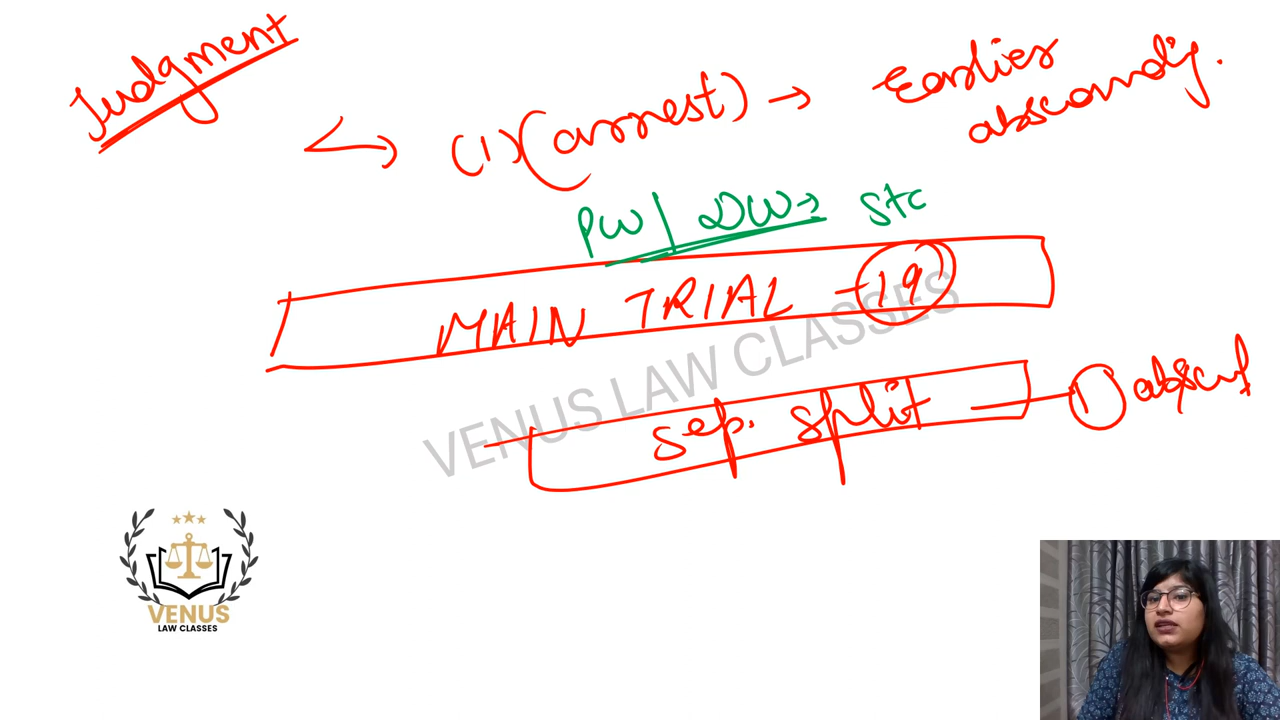 Judgment
(1) (arrest) → Earlier absconding.
PW | DW → Stc
MAIN TRIAL - 19
VENUS LAW CLASSES
Sep. Split — 1
VENUS
LAW CLASSES